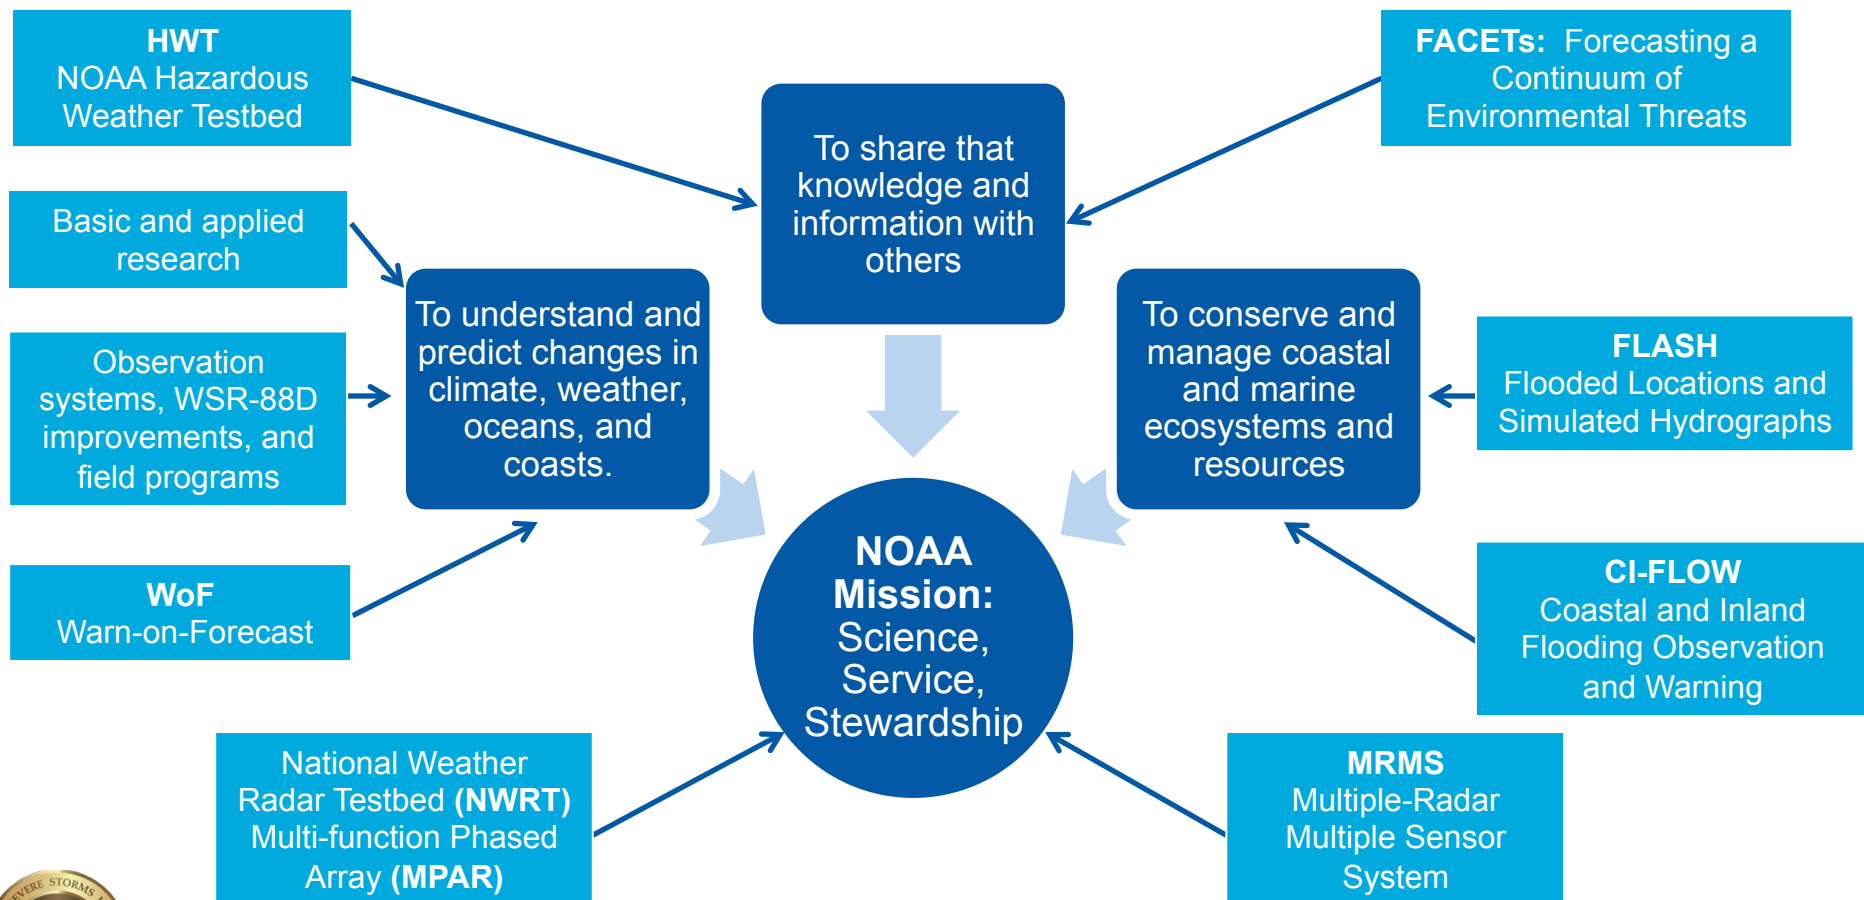 HWT
NOAA Hazardous
Weather Testbed
FACETs:  Forecasting a
Continuum of
Environmental Threats
To share that
knowledge and
information with
others
Basic and applied
research
To understand and
predict changes in
climate, weather,
oceans, and
coasts.
To conserve and
manage coastal
and marine
ecosystems and
resources
Observation
systems, WSR-88D
improvements, and
field programs
FLASH
Flooded Locations and
Simulated Hydrographs
WoF
Warn-on-Forecast
NOAA
Mission:
Science,
Service,
Stewardship
CI-FLOW
Coastal and Inland
Flooding Observation
and Warning
National Weather
Radar Testbed (NWRT)
Multi-function Phased
Array (MPAR)
MRMS
Multiple-Radar
Multiple Sensor
System
STORMS